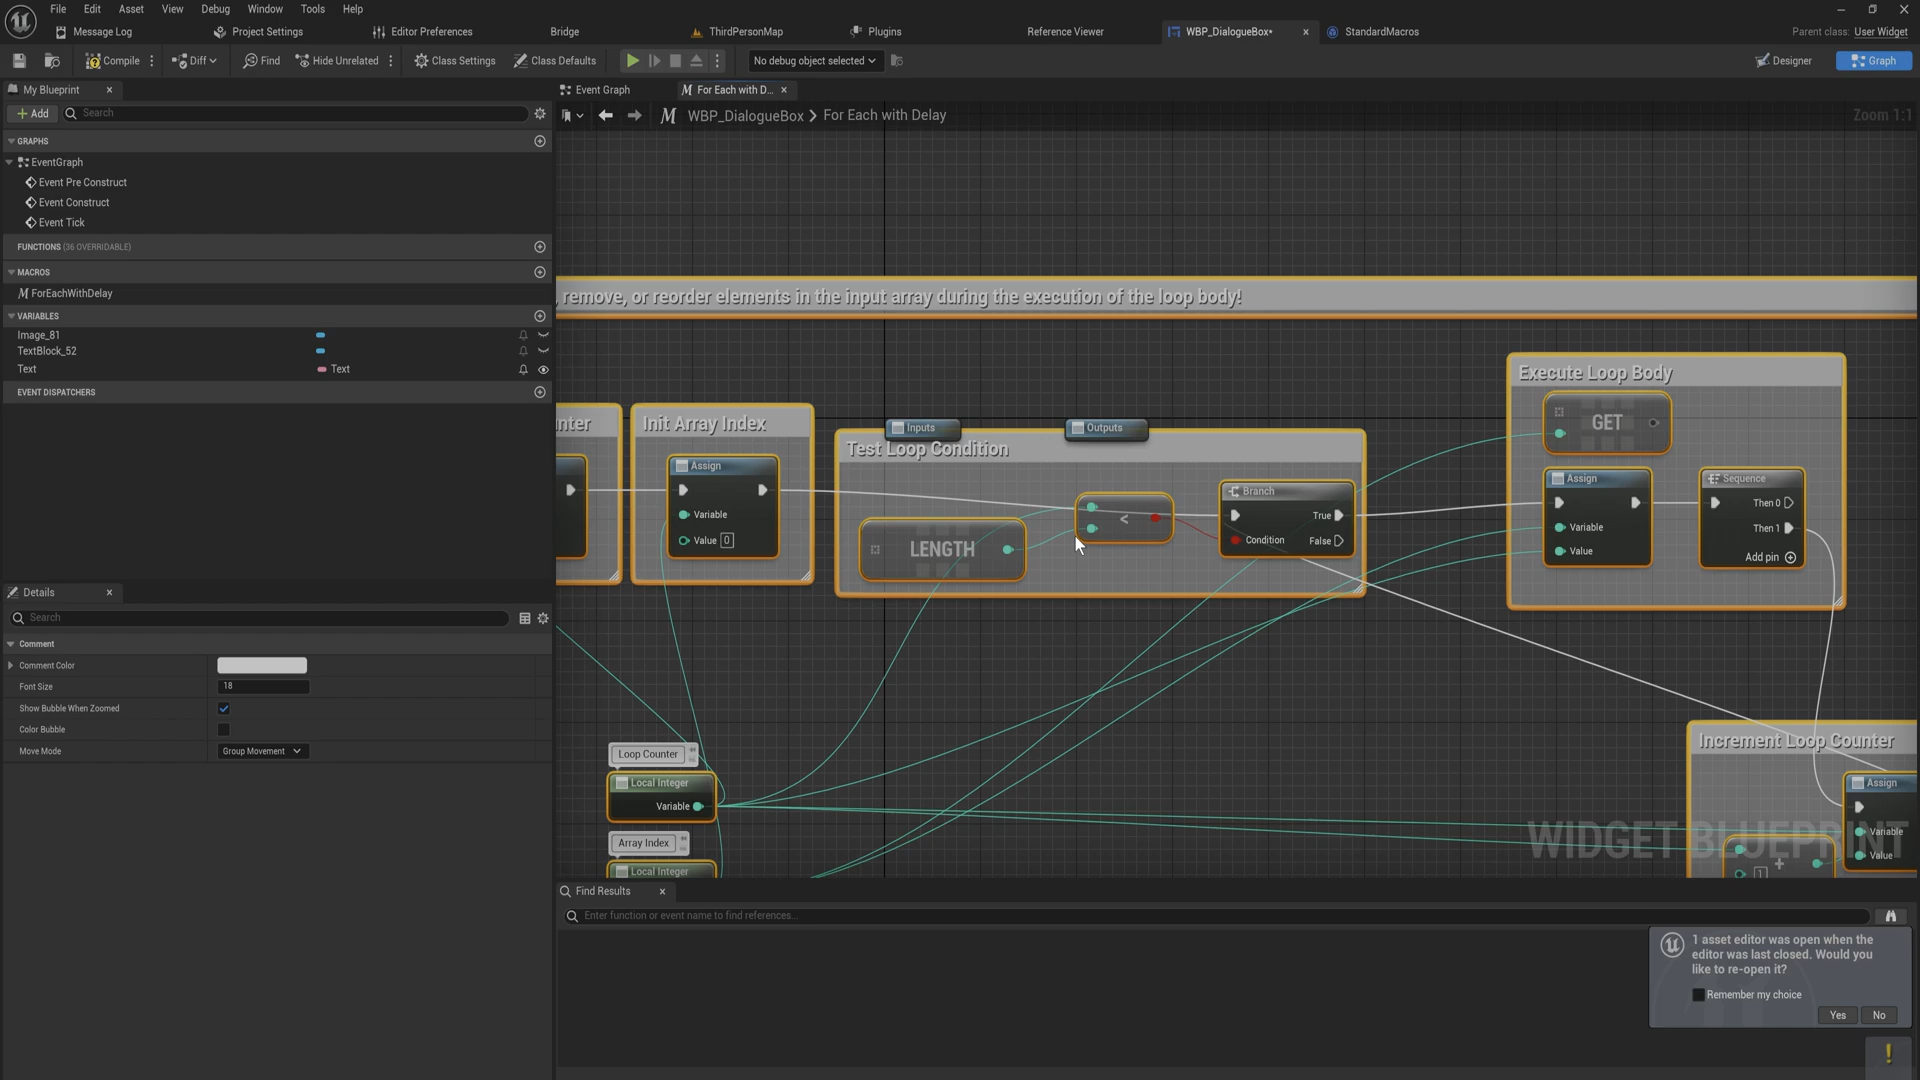 File Edit Asset View Debug Window Tools Help
Message Log
Project Settings
Editor Preferences
Bridge
ThirdPersonMap
Plugins
Reference Viewer
WBP_DialogueBox•
StandardMacros
Parent class: User Widget
Compile
Diff
Find
Hide Unrelated
Class Settings
Class Defaults
No debug object selected
Designer
Graph
My Blueprint
Event Graph
For Each with D...
Add
Search
WBP_DialogueBox > For Each with Delay
Zoom 1:1
GRAPHS
EventGraph
Event Pre Construct
Event Construct
Event Tick
FUNCTIONS (36 OVERRIDABLE)
MACROS
ForEachWithDelay
VARIABLES
Image_81
TextBlock_52
Text Text
EVENT DISPATCHERS
, remove, or reorder elements in the input array during the execution of the loop body!
nter
Init Array Index
Assign
Variable
Value 0
Inputs
Outputs
Test Loop Condition
LENGTH
<
Branch
True
Condition
False
Execute Loop Body
GET
Assign
Variable
Value
Sequence
Then 0
Then 1
Add pin
Loop Counter
Local Integer
Variable
Array Index
Local Integer
Increment Loop Counter
Assign
Variable
Value
+
1
WIDGET BLUEPRINT
Details
Search
Comment
Comment Color
Font Size 18
Show Bubble When Zoomed
Color Bubble
Move Mode Group Movement
Find Results
Enter function or event name to find references...
1 asset editor was open when the
editor was last closed. Would you
like to re-open it?
Remember my choice
Yes No